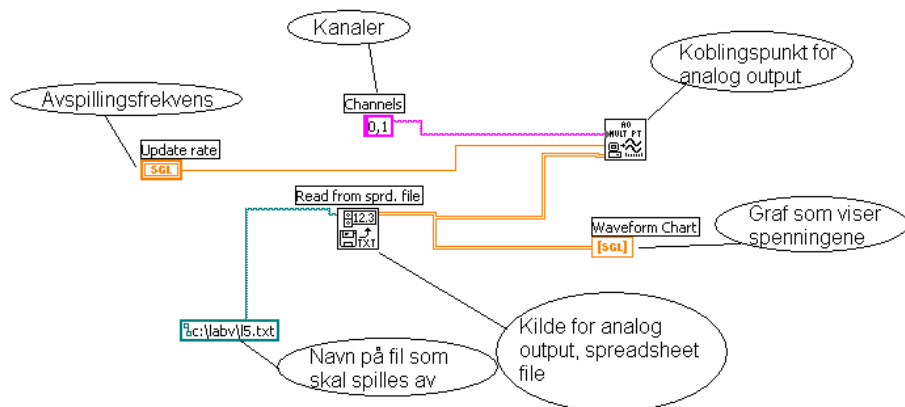 Kanaler
Koblingspunkt for
analog output
Avspillingsfrekvens
Channels
0,1
AO
MULT PT
Update rate
SGL
Read from sprd. file
12.3
TXT
Waveform Chart
[SGL]
Graf som viser
spenningene
c:\labv\l5.txt
Navn på fil som
skal spilles av
Kilde for analog
output, spreadsheet
file